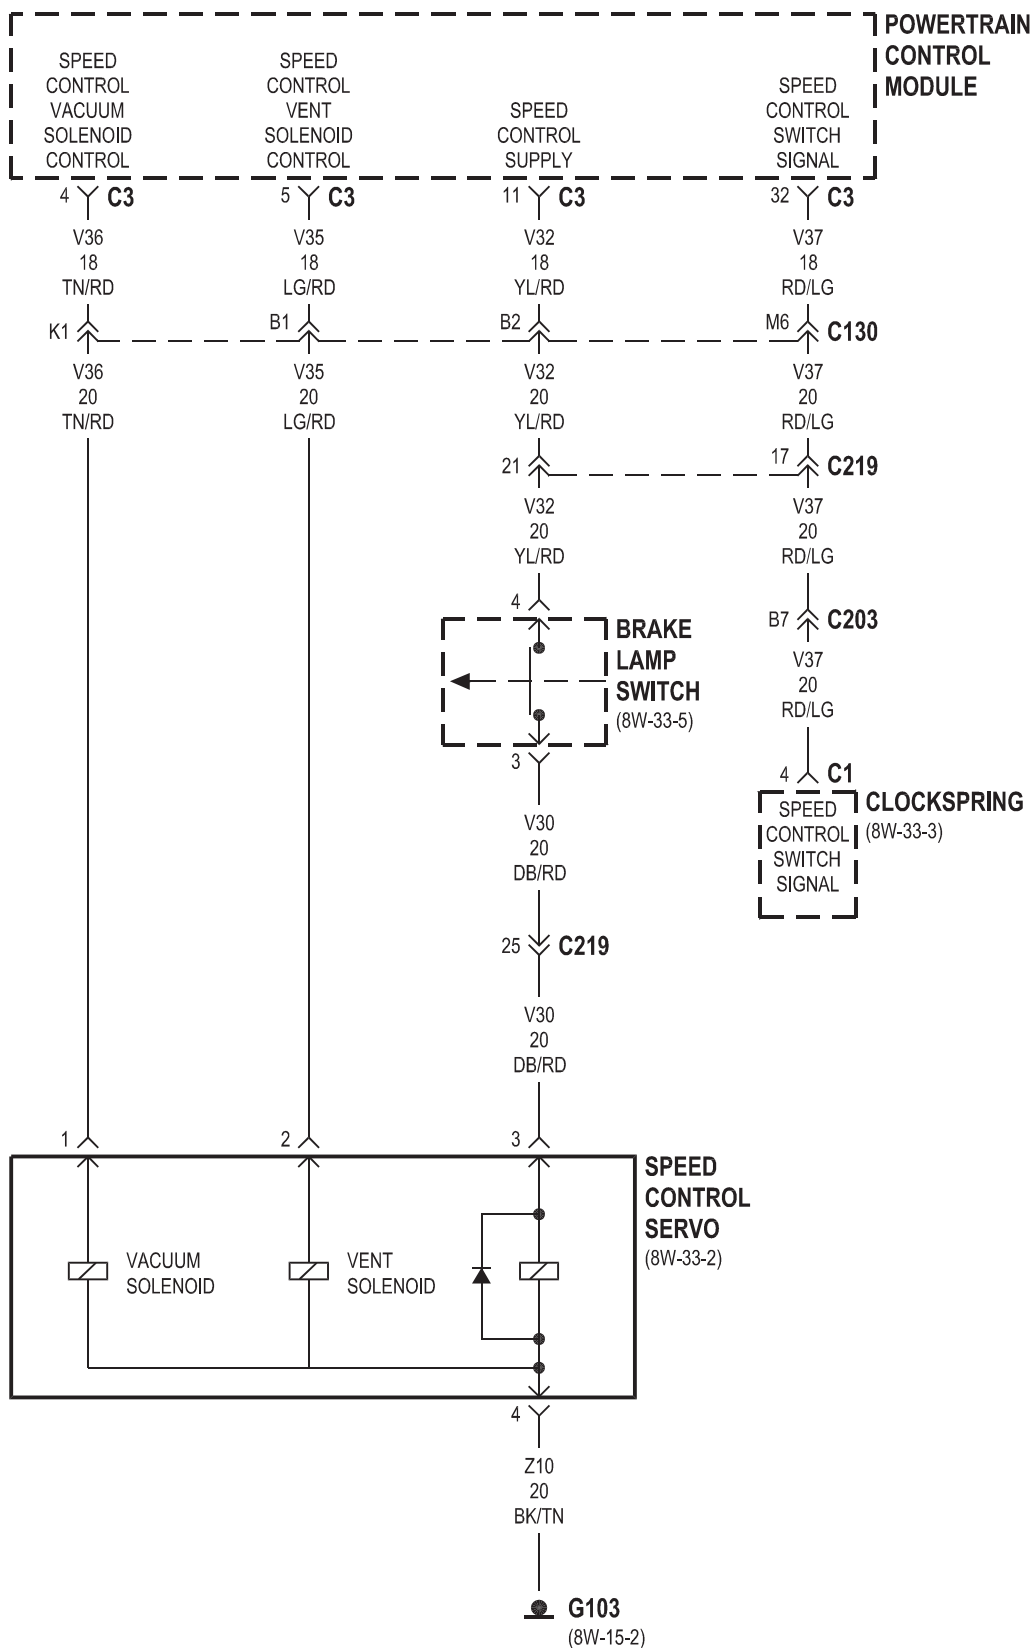 POWERTRAIN
CONTROL
MODULE
SPEED
CONTROL
VACUUM
SOLENOID
CONTROL
SPEED
CONTROL
VENT
SOLENOID
CONTROL
SPEED
CONTROL
SUPPLY
SPEED
CONTROL
SWITCH
SIGNAL
4 C3
5 C3
11 C3
32 C3
V36
18
TN/RD
V35
18
LG/RD
V32
18
YL/RD
V37
18
RD/LG
K1
B1
B2
M6 C130
V36
20
TN/RD
V35
20
LG/RD
V32
20
YL/RD
V37
20
RD/LG
21
17 C219
V32
20
YL/RD
V37
20
RD/LG
4
BRAKE
LAMP
SWITCH
(8W-33-5)
B7 C203
V37
20
RD/LG
3
4 C1
CLOCKSPRING
(8W-33-3)
SPEED
CONTROL
SWITCH
SIGNAL
V30
20
DB/RD
25 C219
V30
20
DB/RD
1
2
3
SPEED
CONTROL
SERVO
(8W-33-2)
VACUUM
SOLENOID
VENT
SOLENOID
4
Z10
20
BK/TN
G103
(8W-15-2)